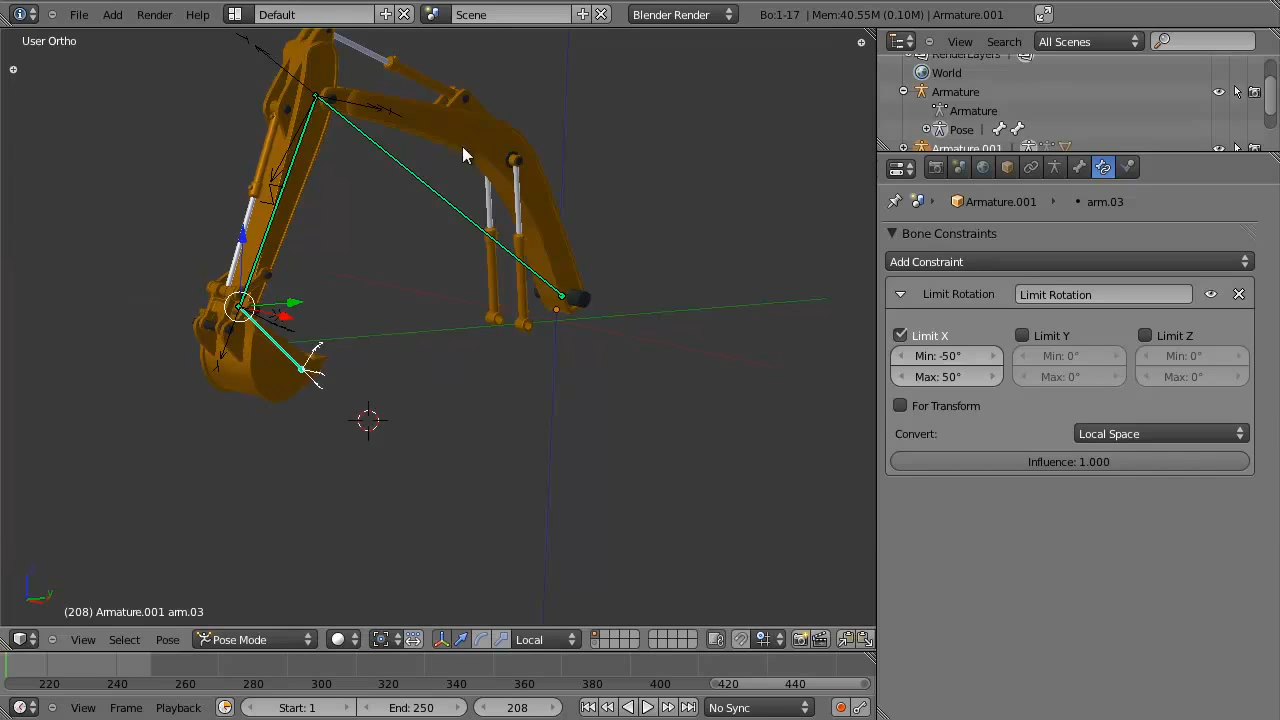 File Add Render Help Default Scene Blender Render Bo:1-17 | Mem:40.55M (0.10M) | Armature.001
User Ortho
View Search All Scenes
RenderLayers
World
Armature
Armature
Pose
Armature.001
Armature.001 arm.03
Bone Constraints
Add Constraint
Limit Rotation Limit Rotation
Limit X Limit Y Limit Z
Min: -50° Min: 0° Min: 0°
Max: 50° Max: 0° Max: 0°
For Transform
Convert: Local Space
Influence: 1.000
y
(208) Armature.001 arm.03
View Select Pose Pose Mode Local
220 240 260 280 300 320 340 360 380 400 420 440
View Frame Playback Start: 1 End: 250 208 No Sync